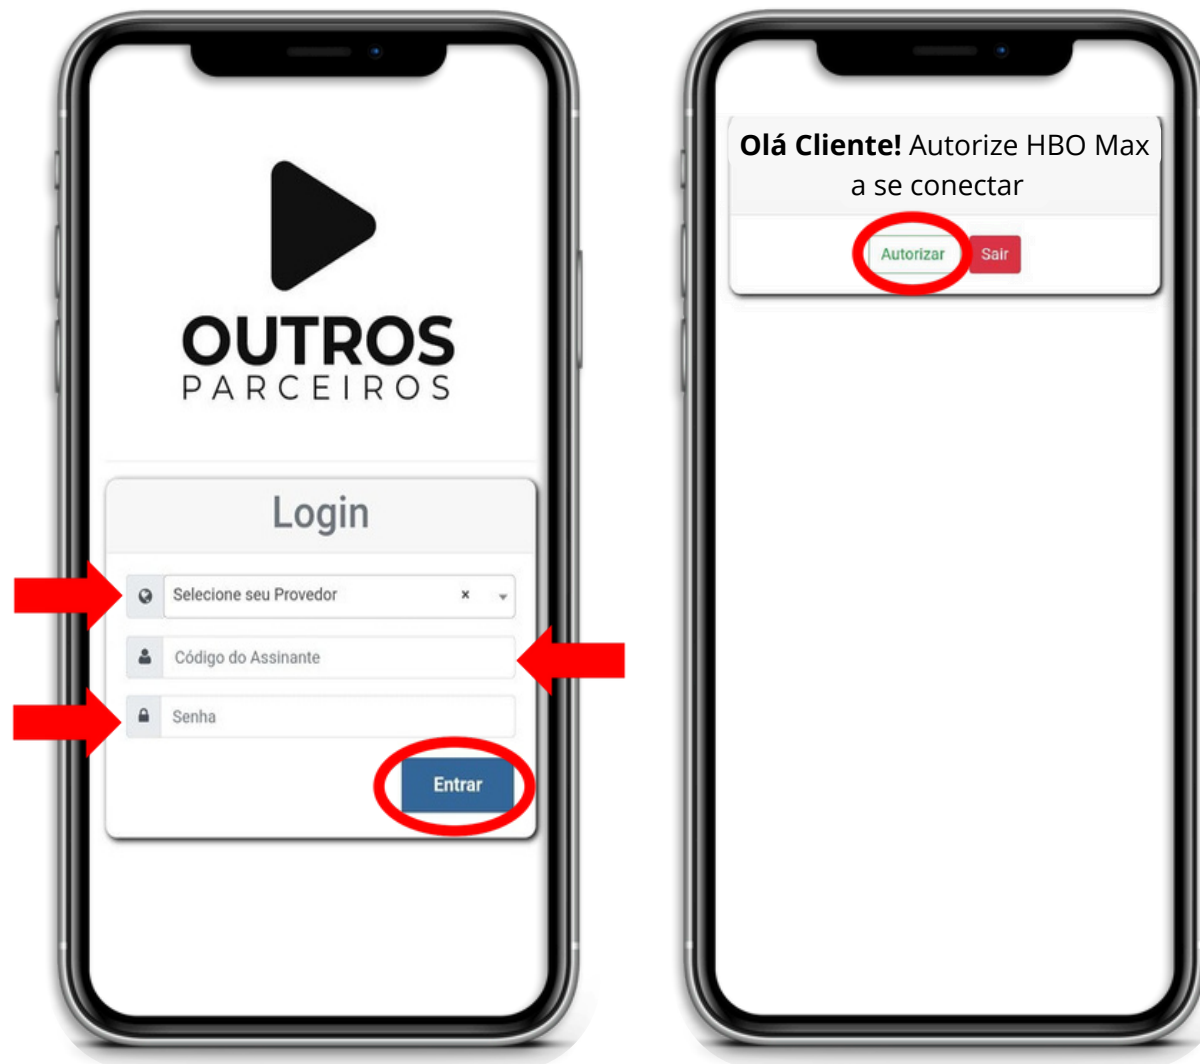 OUTROS
PARCEIROS
Login
Selecione seu Provedor ×
Código do Assinante
Senha
Entrar
Olá Cliente! Autorize HBO Max
a se conectar
Autorizar Sair